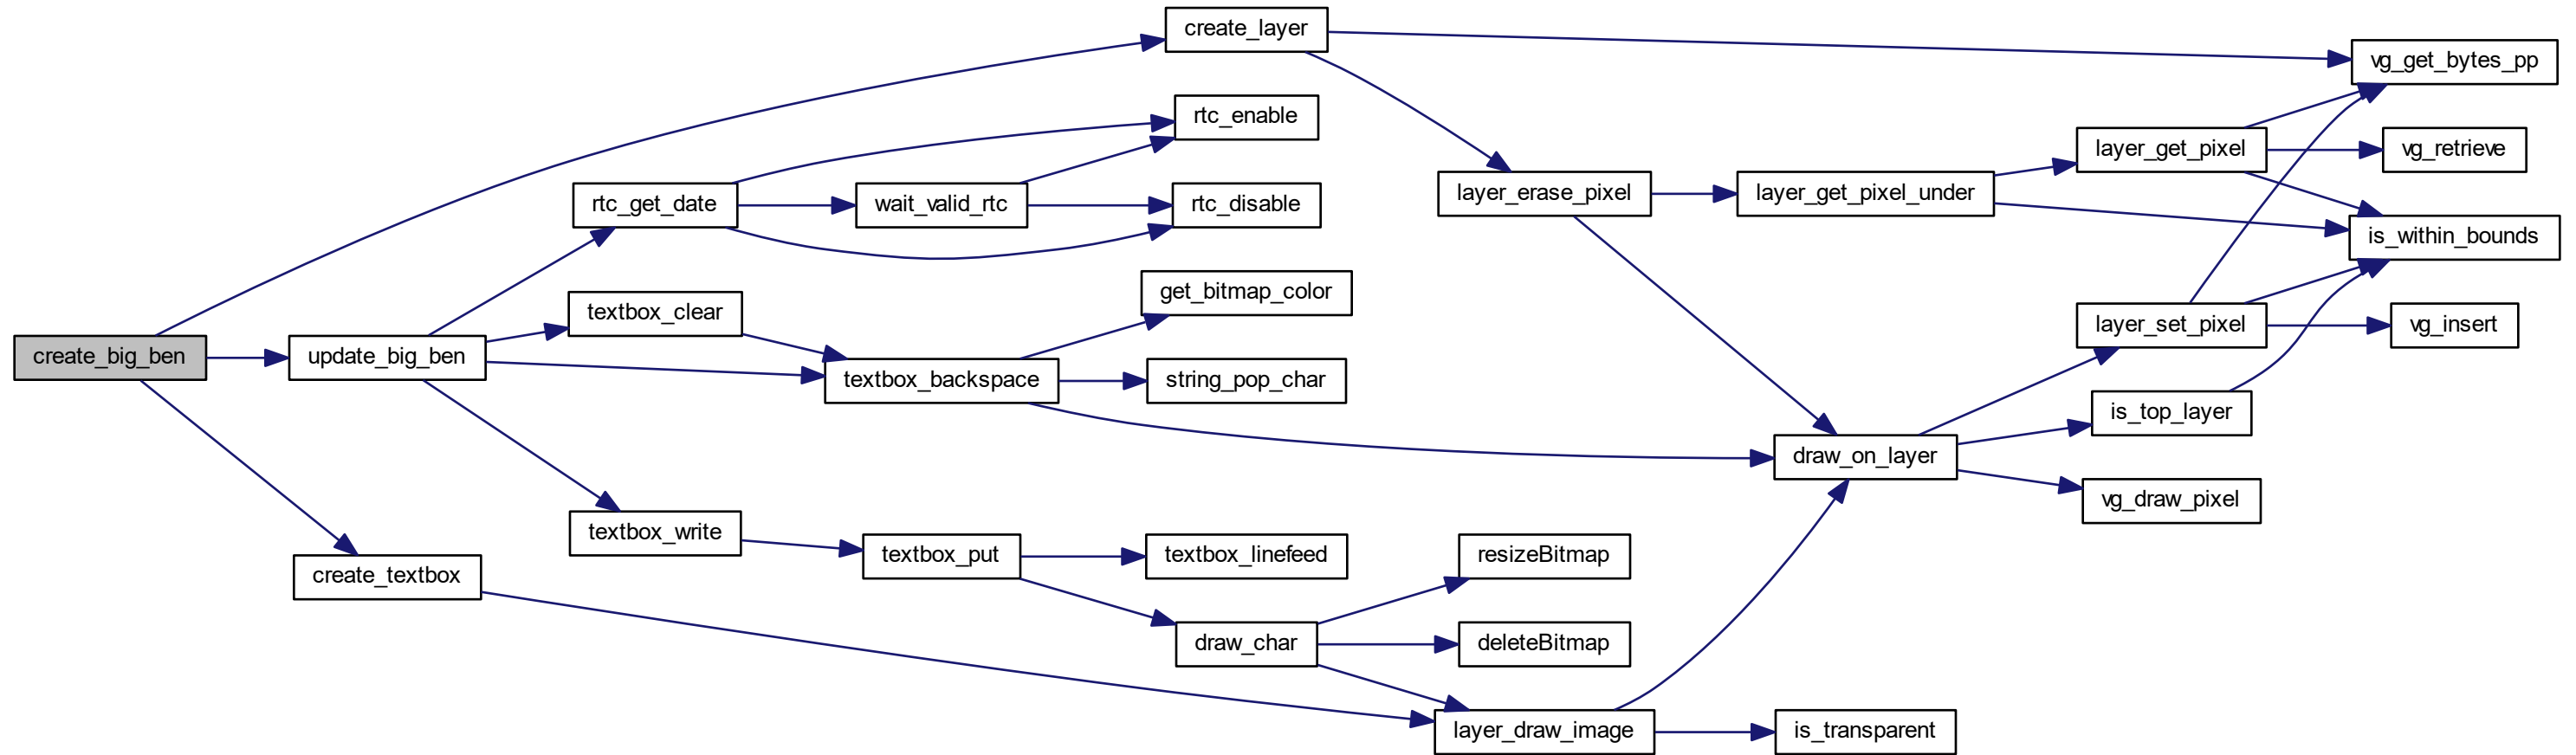 create_layer
vg_get_bytes_pp
rtc_enable
layer_get_pixel
vg_retrieve
rtc_get_date
wait_valid_rtc
rtc_disable
layer_erase_pixel
layer_get_pixel_under
is_within_bounds
get_bitmap_color
textbox_clear
layer_set_pixel
vg_insert
create_big_ben
update_big_ben
textbox_backspace
string_pop_char
is_top_layer
draw_on_layer
vg_draw_pixel
textbox_write
textbox_put
textbox_linefeed
resizeBitmap
create_textbox
draw_char
deleteBitmap
layer_draw_image
is_transparent